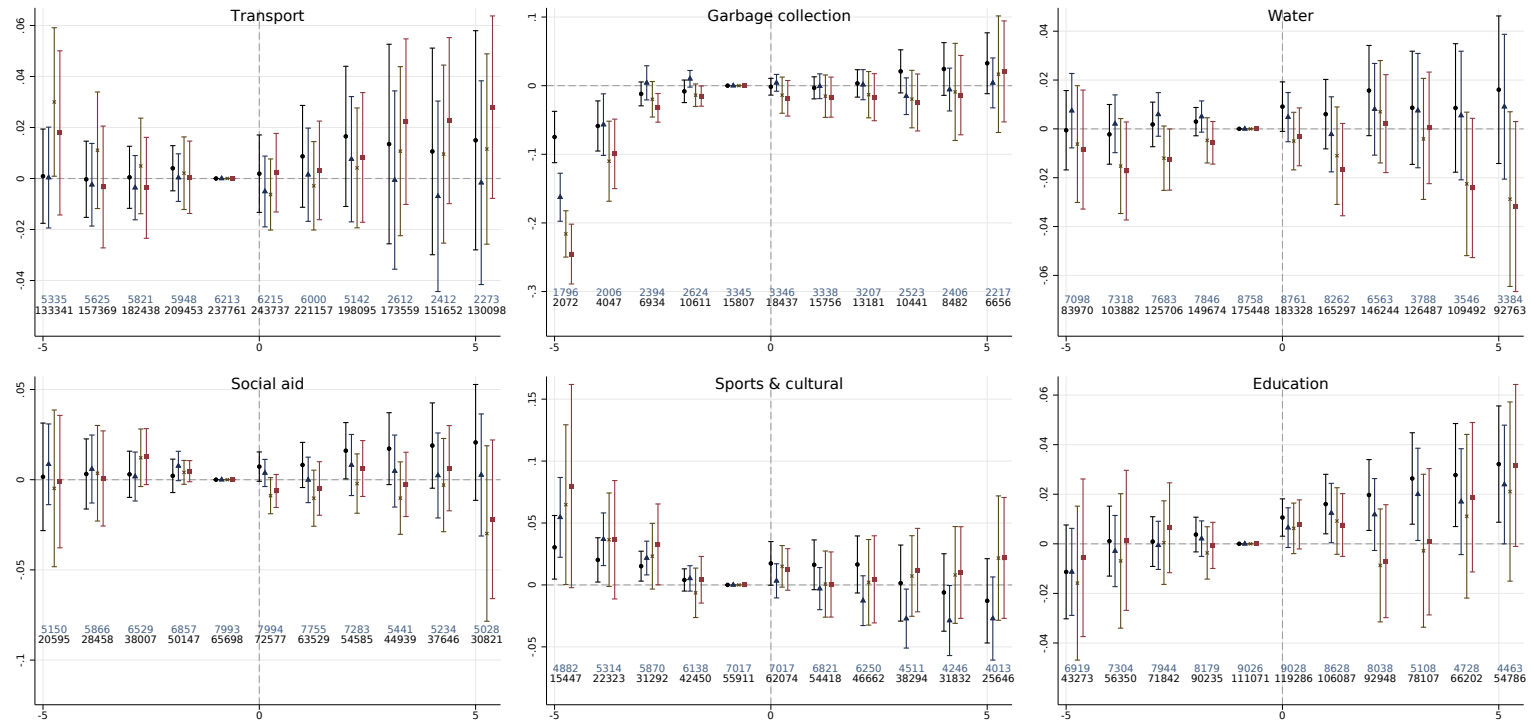 Transport
.06
.04
.02
0
-.02
-.04
5335 5625 5821 5948 6213 6215 6000 5142 2612 2412 2273
133341 157369 182438 209453 237761 243737 221157 198095 173559 151652 130098
-5 0 5
Garbage collection
.1
0
-.1
-.2
-.3
1796 2006 2394 2624 3345 3346 3338 3207 2523 2406 2217
2072 4047 6934 10611 15807 18437 15756 13181 10441 8482 6656
-5 0 5
Water
.04
.02
0
-.02
-.04
-.06
7098 7318 7683 7846 8758 8761 8262 6563 3788 3546 3384
83970 103882 125706 149674 175448 183328 165297 146244 126487 109492 92763
-5 0 5
Social aid
.05
0
-.05
-.1
5150 5866 6529 6857 7993 7994 7755 7283 5441 5234 5028
20595 28458 38007 50147 65698 72577 63529 54585 44939 37646 30821
-5 0 5
Sports & cultural
.15
.1
.05
0
-.05
4882 5314 5870 6138 7017 7017 6821 6250 4511 4246 4013
15447 22323 31292 42450 55911 62074 54418 46662 38294 31832 25646
-5 0 5
Education
.06
.04
.02
0
-.02
-.04
6919 7304 7944 8179 9026 9028 8628 8038 5108 4728 4463
43273 56350 71842 90235 111071 119286 106087 92948 78107 66202 54786
-5 0 5